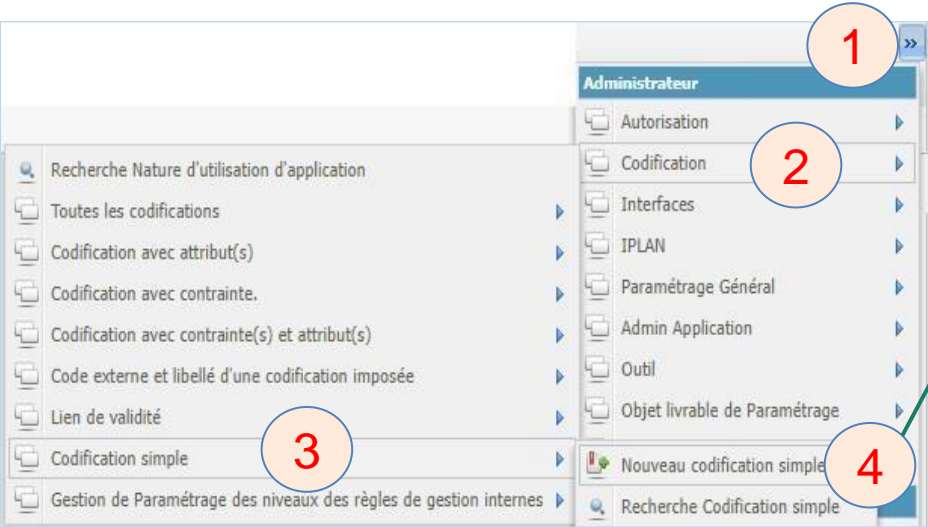 1
»
Administrateur
Autorisation
Codification
2
Interfaces
IPLAN
Paramétrage Général
Admin Application
Outil
Objet livrable de Paramétrage
Recherche Nature d'utilisation d'application
Toutes les codifications
Codification avec attribut(s)
Codification avec contrainte.
Codification avec contrainte(s) et attribut(s)
Code externe et libellé d'une codification imposée
Lien de validité
Codification simple
3
Gestion de Paramétrage des niveaux des règles de gestion internes
Nouveau codification simple
4
Recherche Codification simple